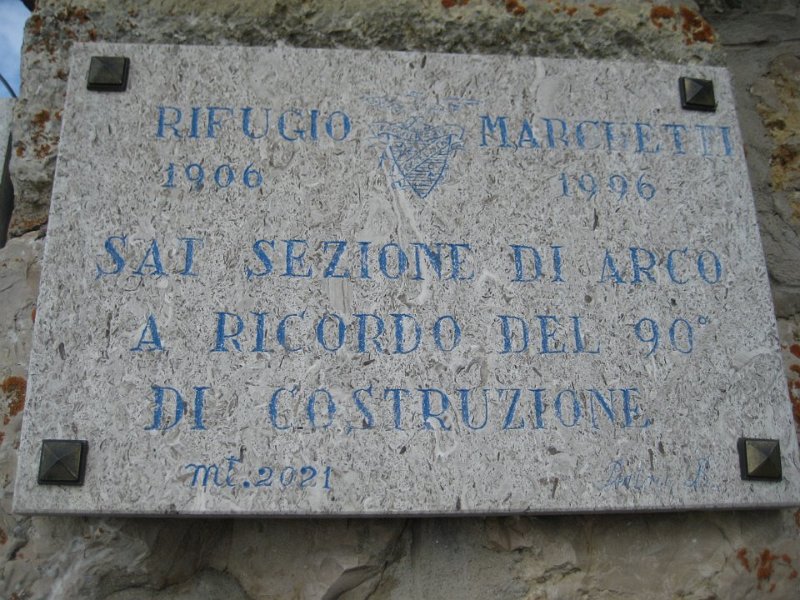 RIFUGIO MARCHETTI
1906 1996
SAT SEZIONE DI ARCO
A RICORDO DEL 90°
DI COSTRUZIONE
mt. 2021